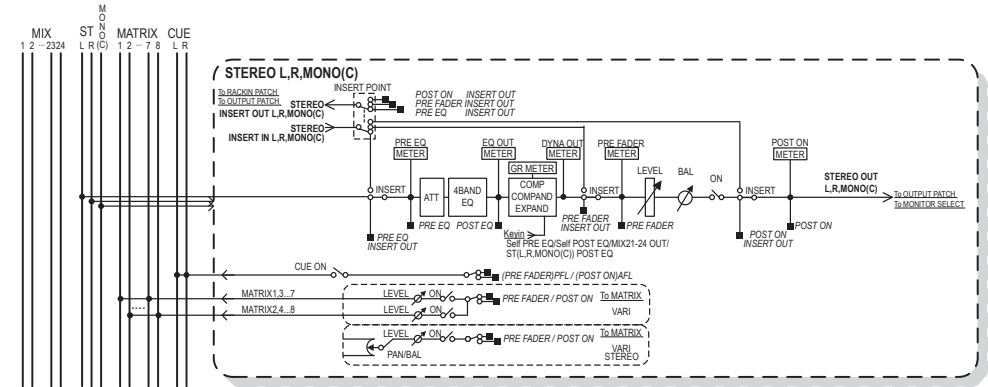 MIX
1 2 ··· 2324
ST
L R
MONO
(C)
MATRIX
1 2 ··· 7 8
CUE
L R
STEREO L,R,MONO(C)
To RACKIN PATCH
To OUTPUT PATCH
INSERT POINT
STEREO
INSERT OUT L,R,MONO(C)
STEREO
INSERT IN L,R,MONO(C)
POST ON INSERT OUT
PRE FADER INSERT OUT
PRE EQ INSERT OUT
PRE EQ
METER
EQ OUT
METER
DYNA OUT
METER
PRE FADER
METER
POST ON
METER
GR METER
INSERT
ATT
4BAND
EQ
COMP
COMPAND
EXPAND
INSERT
LEVEL
BAL
ON
INSERT
STEREO OUT
L,R,MONO(C)
To OUTPUT PATCH
To MONITOR SELECT
PRE EQ
INSERT OUT
PRE EQ
POST EQ
PRE FADER
INSERT OUT
PRE FADER
POST ON
INSERT OUT
POST ON
Keyin
Self PRE EQ/Self POST EQ/MIX21-24 OUT/
ST(L,R,MONO(C)) POST EQ
CUE ON
(PRE FADER)PFL / (POST ON)AFL
MATRIX1,3...7
LEVEL
ON
PRE FADER / POST ON
To MATRIX
MATRIX2,4...8
LEVEL
ON
VARI
LEVEL
ON
PRE FADER / POST ON
To MATRIX
PAN/BAL
VARI
STEREO